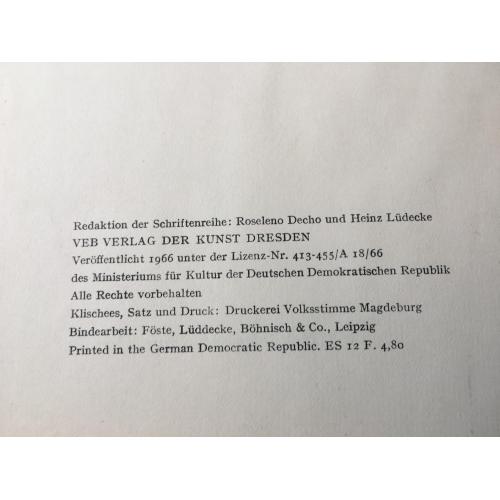 Redaktion der Schriftenreihe: Roseleno Decho und Heinz Lüdecke
VEB VERLAG DER KUNST DRESDEN
Veröffentlicht 1966 unter der Lizenz-Nr. 413-455/A 18/66
des Ministeriums für Kultur der Deutschen Demokratischen Republik
Alle Rechte vorbehalten
Klischees, Satz und Druck: Druckerei Volksstimme Magdeburg
Bindearbeit: Föste, Lüddecke, Böhnisch & Co., Leipzig
Printed in the German Democratic Republic. ES 12 F. 4,80